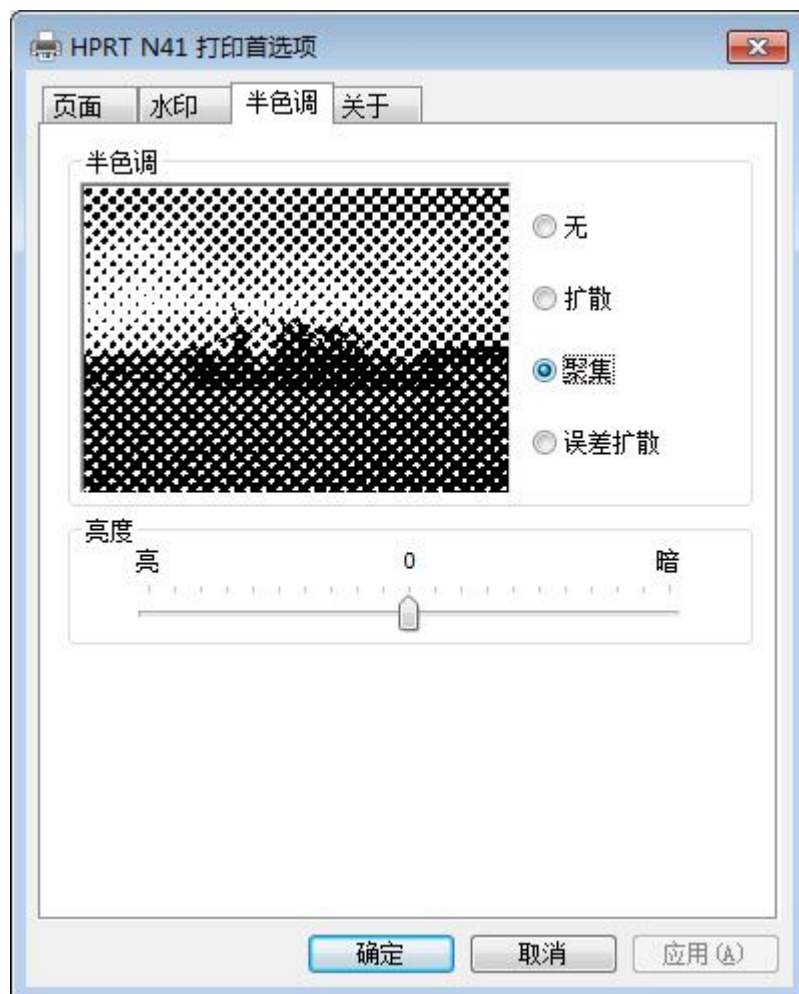 HPRT N41 打印首选项
页面 水印 半色调 关于
半色调
无
扩散
聚焦
误差扩散
亮度
亮 0 暗
确定 取消 应用(A)